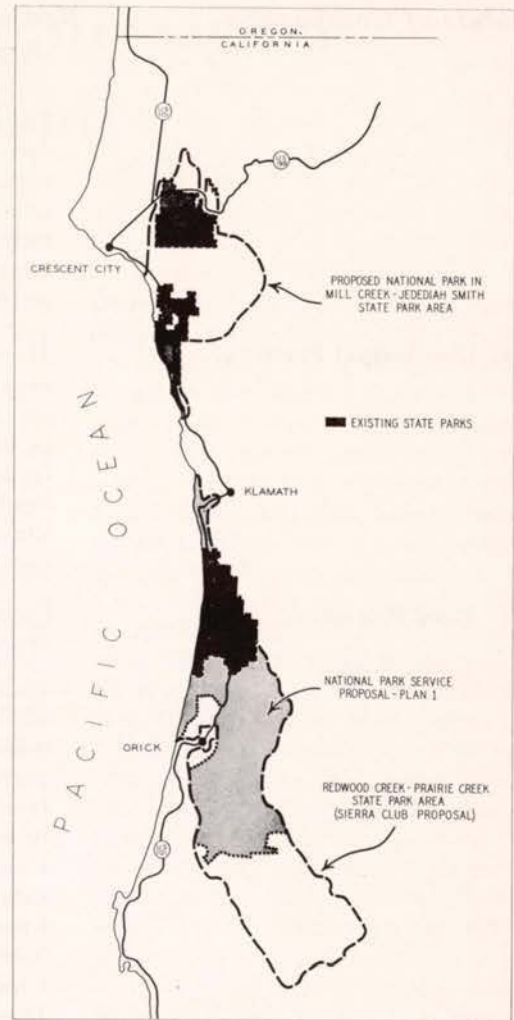 OREGON
CALIFORNIA
CRESCENT CITY
PROPOSED NATIONAL PARK IN
MILL CREEK - JEDEDIAH SMITH
STATE PARK AREA
EXISTING STATE PARKS
KLAMATH
PACIFIC OCEAN
NATIONAL PARK SERVICE
PROPOSAL - PLAN 1
ORICK
REDWOOD CREEK - PRAIRIE CREEK
STATE PARK AREA
(SIERRA CLUB PROPOSAL)